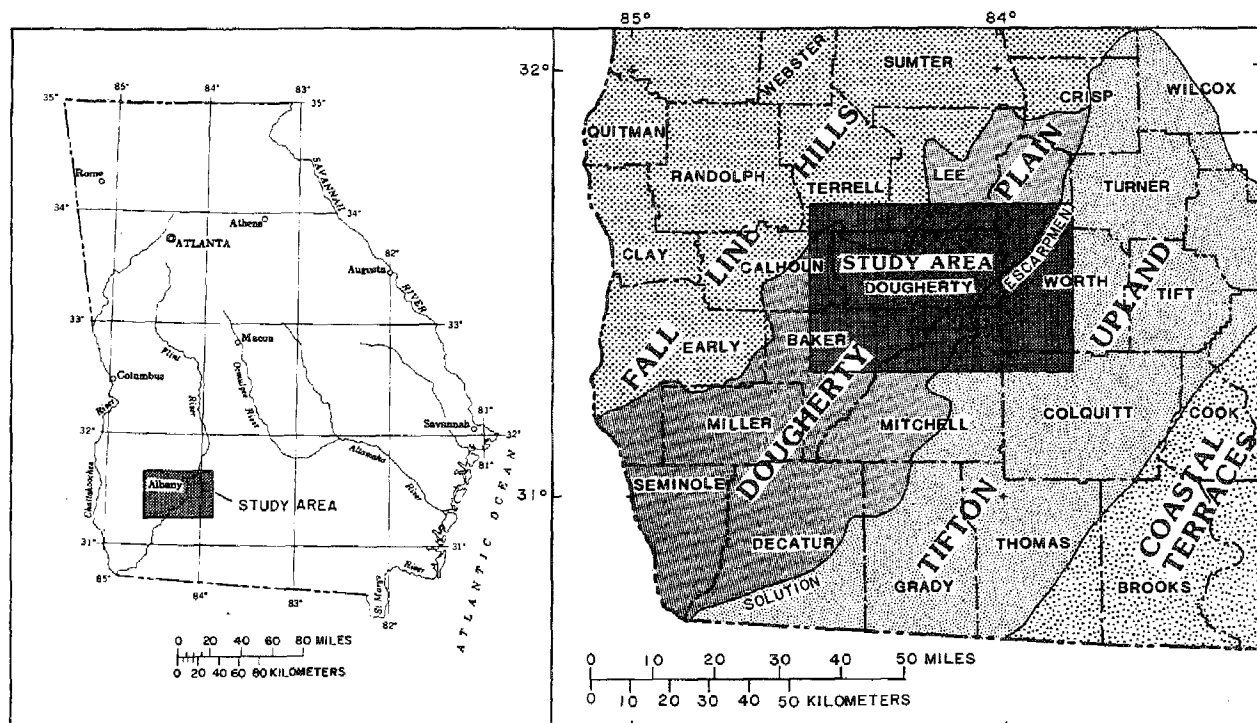 85°
84°
83°
35°
35°
Rome
SAVANNAH
RIVER
34°
34°
Athens
ATLANTA
82°
Augusta
33°
33°
Macon
Flint
River
Ocmulgee
River
Columbus
River
Chattahoochee
81°
Savannah
32°
32°
81°
Altamaha
River
Albany
STUDY AREA
31°
31°
85°
84°
83°
82°
St Marys
River
ATLANTIC OCEAN
0 20 40 60 80 MILES
0 20 40 60 80 KILOMETERS
85°
84°
32°
31°
WEBSTER
SUMTER
CRISP
WILCOX
QUITMAN
RANDOLPH
TERRELL
LEE
TURNER
CLAY
CALHOUN
STUDY AREA
DOUGHERTY
WORTH
TIFT
EARLY
BAKER
MILLER
MITCHELL
COLQUITT
COOK
SEMINOLE
DECATUR
GRADY
THOMAS
BROOKS
FALL LINE HILLS
DOUGHERTY PLAIN
TIFTON UPLAND
COASTAL
TERRACES
SOLUTION ESCARPMEN
0 10 20 30 40 50 MILES
0 10 20 30 40 50 KILOMETERS